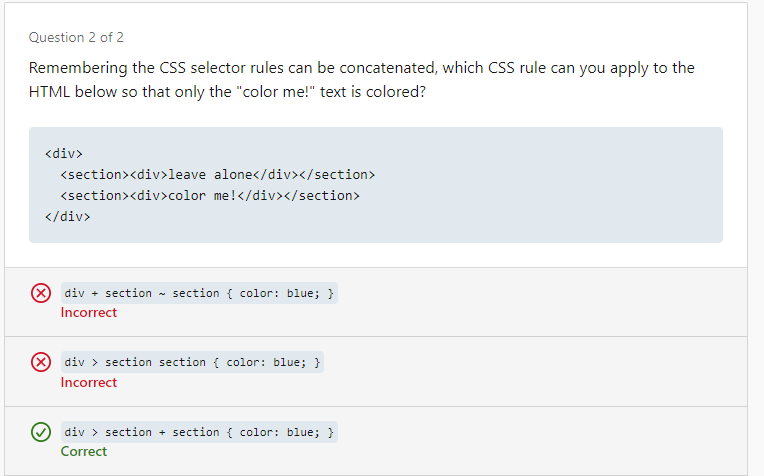 Question 2 of 2
Remembering the CSS selector rules can be concatenated, which CSS rule can you apply to the
HTML below so that only the "color me!" text is colored?
<div>
  <section><div>leave alone</div></section>
  <section><div>color me!</div></section>
</div>
div + section ~ section { color: blue; }
Incorrect
div > section section { color: blue; }
Incorrect
div > section + section { color: blue; }
Correct